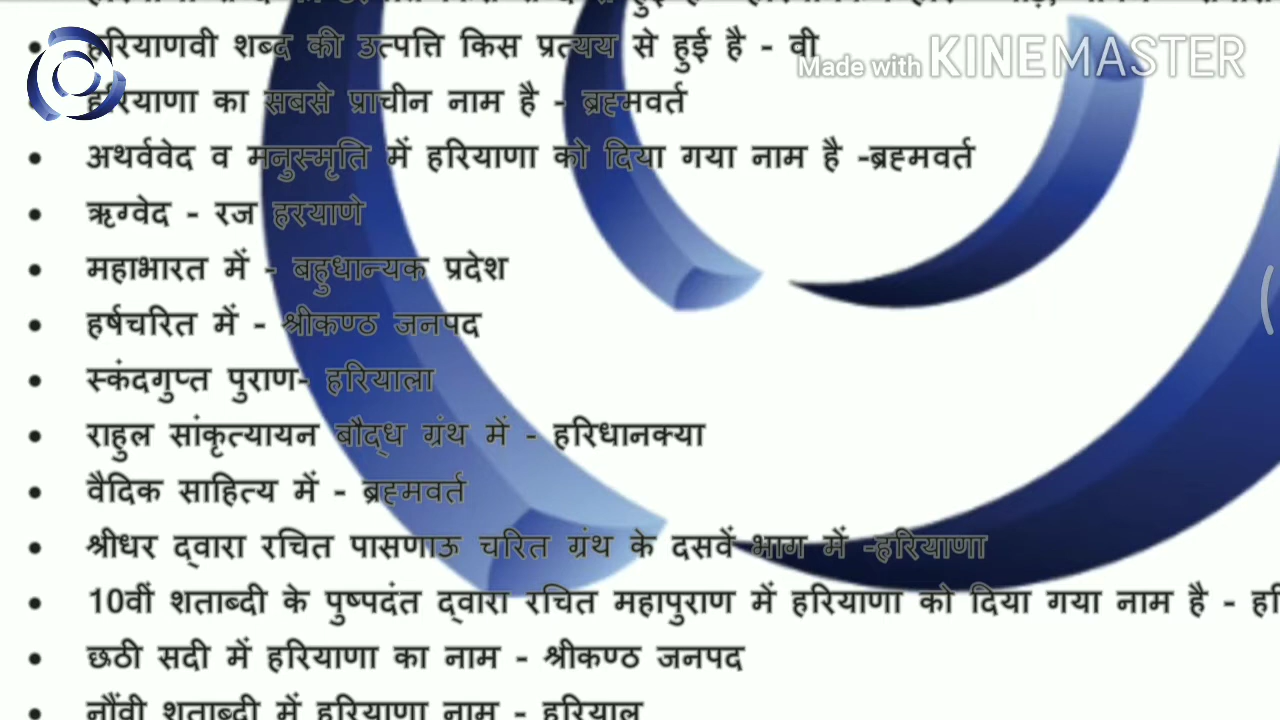 हरियाणवी शब्द की उत्पत्ति किस प्रत्यय से हुई है - वी
Made with KINEMASTER
हरियाणा का सबसे प्राचीन नाम है - ब्रह्मवर्त
अथर्ववेद व मनुस्मृति में हरियाणा को दिया गया नाम है -ब्रह्मवर्त
ऋग्वेद - रज हरयाणे
महाभारत में - बहुधान्यक प्रदेश
हर्षचरित में - श्रीकण्ठ जनपद
स्कंदगुप्त पुराण- हरियाला
राहुल सांकृत्यायन बौद्ध ग्रंथ में - हरिधानक्या
वैदिक साहित्य में - ब्रह्मवर्त
श्रीधर द्वारा रचित पासणाऊ चरित ग्रंथ के दसवें भाग में -हरियाणा
10वीं शताब्दी के पुष्पदंत द्वारा रचित महापुराण में हरियाणा को दिया गया नाम है -
छठी सदी में हरियाणा का नाम - श्रीकण्ठ जनपद
नौंवी शताब्दी में हरियाणा नाम - हरियाल